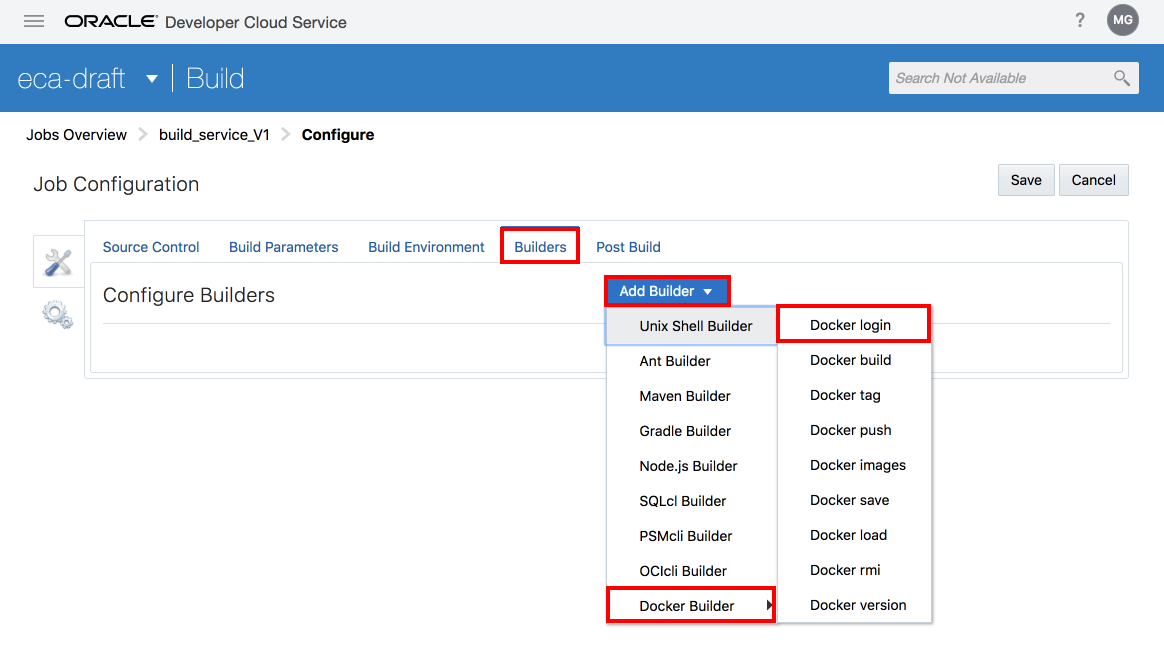 ORACLE® Developer Cloud Service
?
MG
eca-draft Build
Search Not Available
Jobs Overview build_service_V1 Configure
Job Configuration
Save Cancel
Source Control Build Parameters Build Environment Builders Post Build
Configure Builders
Add Builder
Unix Shell Builder
Ant Builder
Maven Builder
Gradle Builder
Node.js Builder
SQLcl Builder
PSMcli Builder
OCIcli Builder
Docker Builder
Docker login
Docker build
Docker tag
Docker push
Docker images
Docker save
Docker load
Docker rmi
Docker version